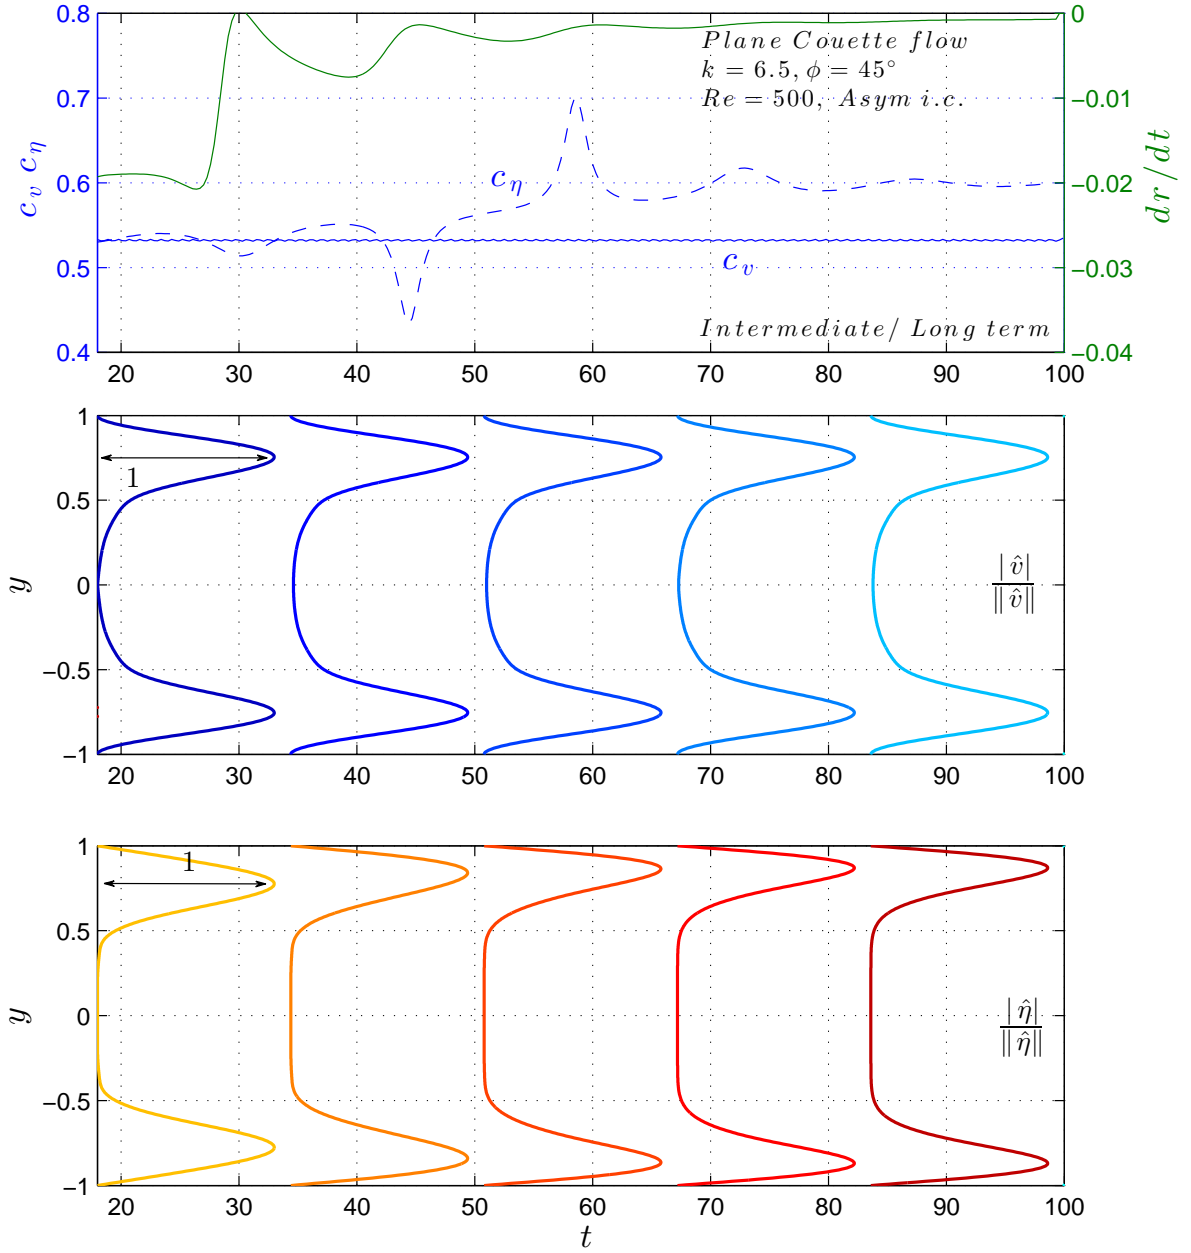 0.8
0.7
0.6
0.5
0.4
c_v c_η
0
−0.01
−0.02
−0.03
−0.04
dr/dt
Plane Couette flow
k = 6.5, ϕ = 45°
Re = 500, Asym i.c.
c_η
c_v
Intermediate/ Long term
20 30 40 50 60 70 80 90 100
1
0.5
0
−0.5
−1
y
1
|v̂|
‖v̂‖
20 30 40 50 60 70 80 90 100
1
0.5
0
−0.5
−1
y
1
|η̂|
‖η̂‖
20 30 40 50 60 70 80 90 100
t